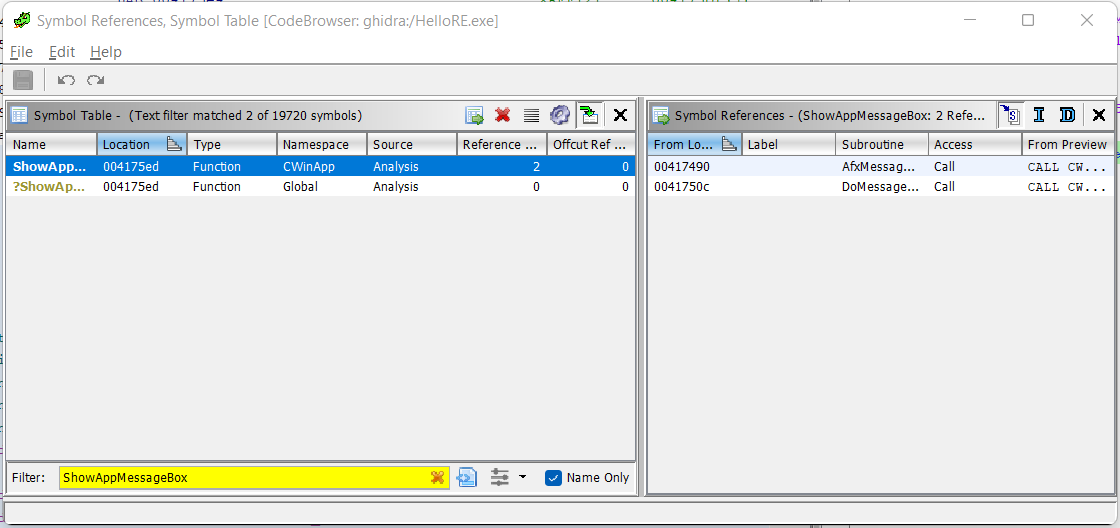 Symbol References, Symbol Table [CodeBrowser: ghidra:/HelloRE.exe]
File Edit Help
Symbol Table - (Text filter matched 2 of 19720 symbols)
Name Location Type Namespace Source Reference ... Offcut Ref ...
ShowApp... 004175ed Function CWinApp Analysis 2 0
?ShowAp... 004175ed Function Global Analysis 0 0
Filter: ShowAppMessageBox Name Only
Symbol References - (ShowAppMessageBox: 2 Refe...
From Lo... Label Subroutine Access From Preview
00417490 AfxMessag... Call CALL CW...
0041750c DoMessage... Call CALL CW...